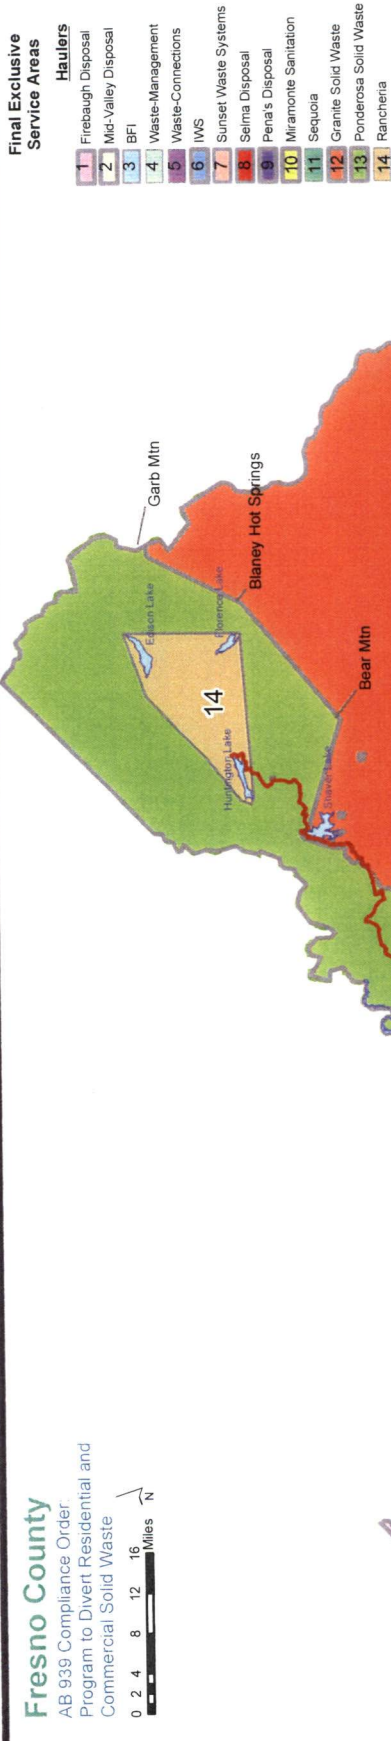 Fresno County
AB 939 Compliance Order:
Program to Divert Residential and
Commercial Solid Waste
0 2 4 8 12 16
Miles
N
Garb Mtn
Edison Lake
Florence Lake
Blaney Hot Springs
14
Huntington Lake
Bear Mtn
Shaver Lake
Final Exclusive
Service Areas
Haulers
1 Firebaugh Disposal
2 Mid-Valley Disposal
3 BFI
4 Waste-Management
5 Waste-Connections
6 IWS
7 Sunset Waste Systems
8 Selma Disposal
9 Pena's Disposal
10 Miramonte Sanitation
11 Sequoia
12 Granite Solid Waste
13 Ponderosa Solid Waste
14 Rancheria